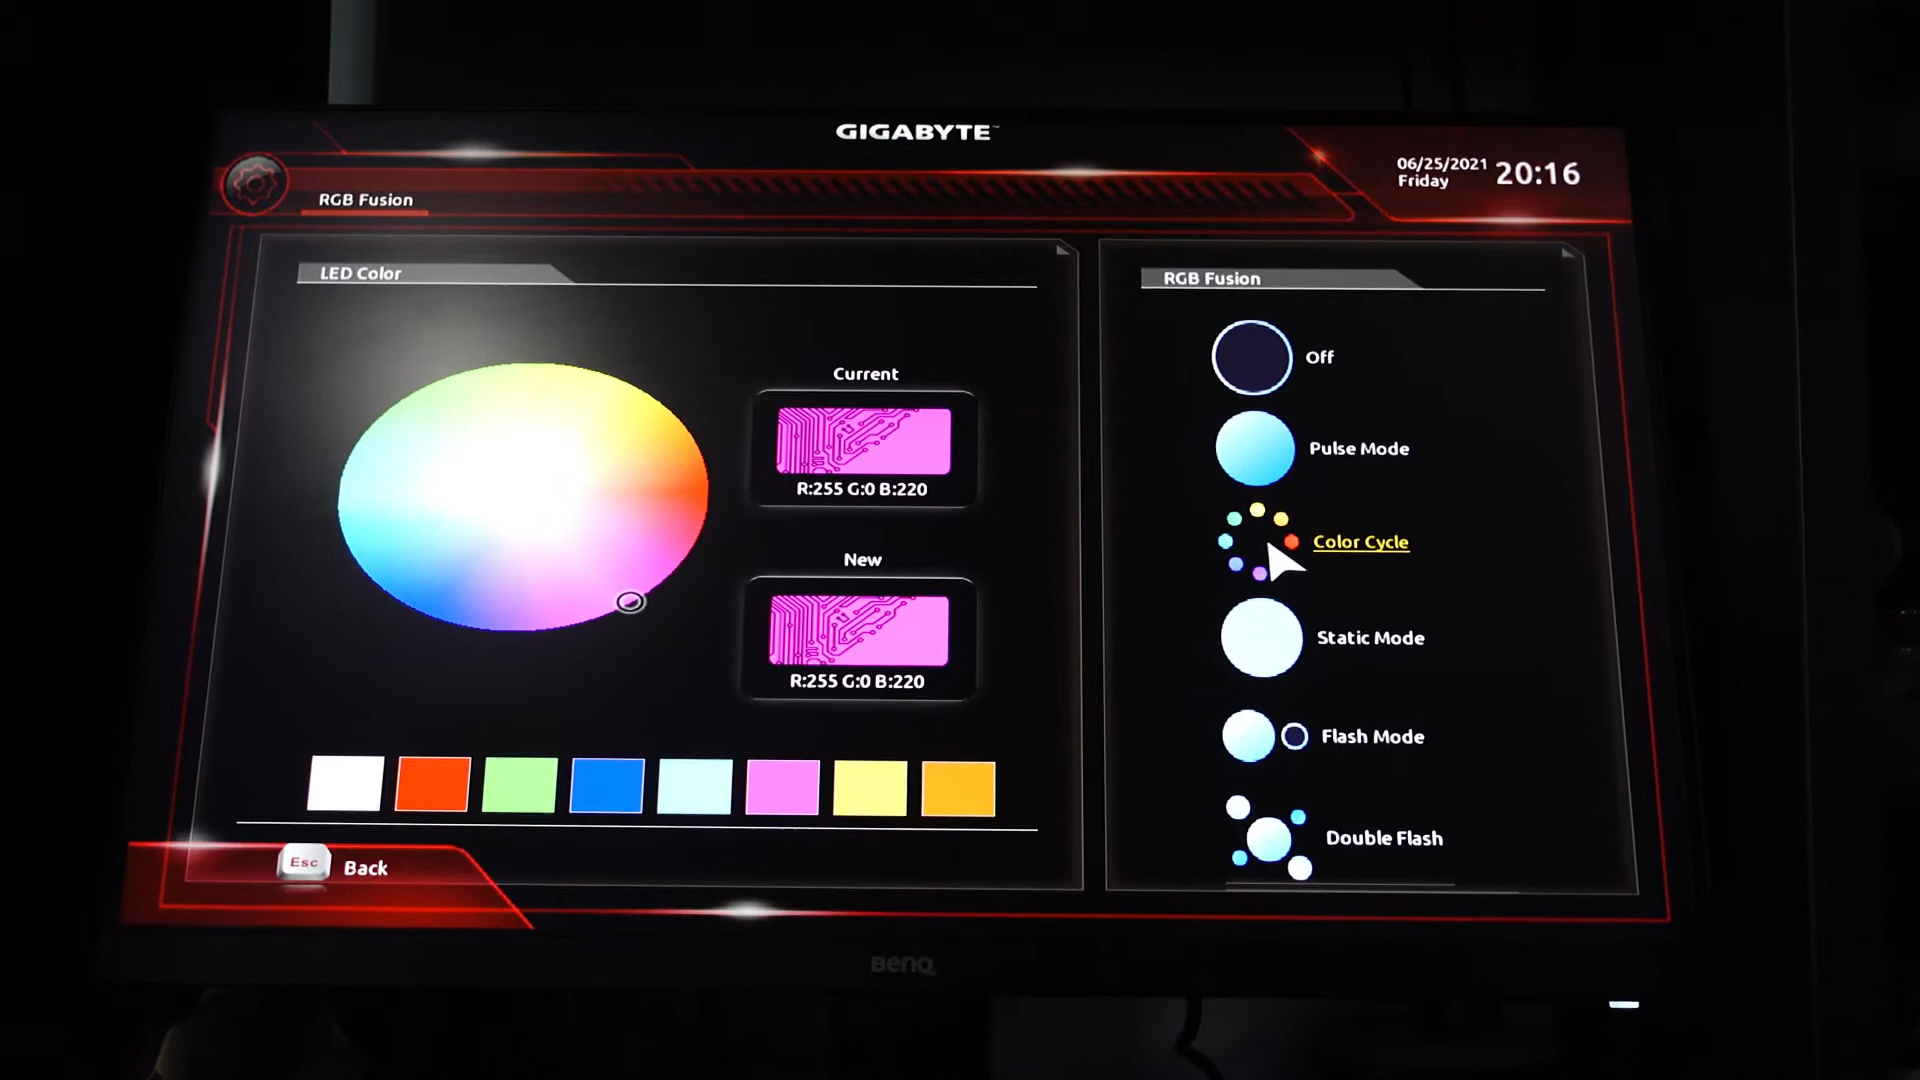 GIGABYTE™
06/25/2021
Friday
20:16
RGB Fusion
LED Color
Current
R:255 G:0 B:220
New
R:255 G:0 B:220
Esc
Back
RGB Fusion
Off
Pulse Mode
Color Cycle
Static Mode
Flash Mode
Double Flash
BenQ